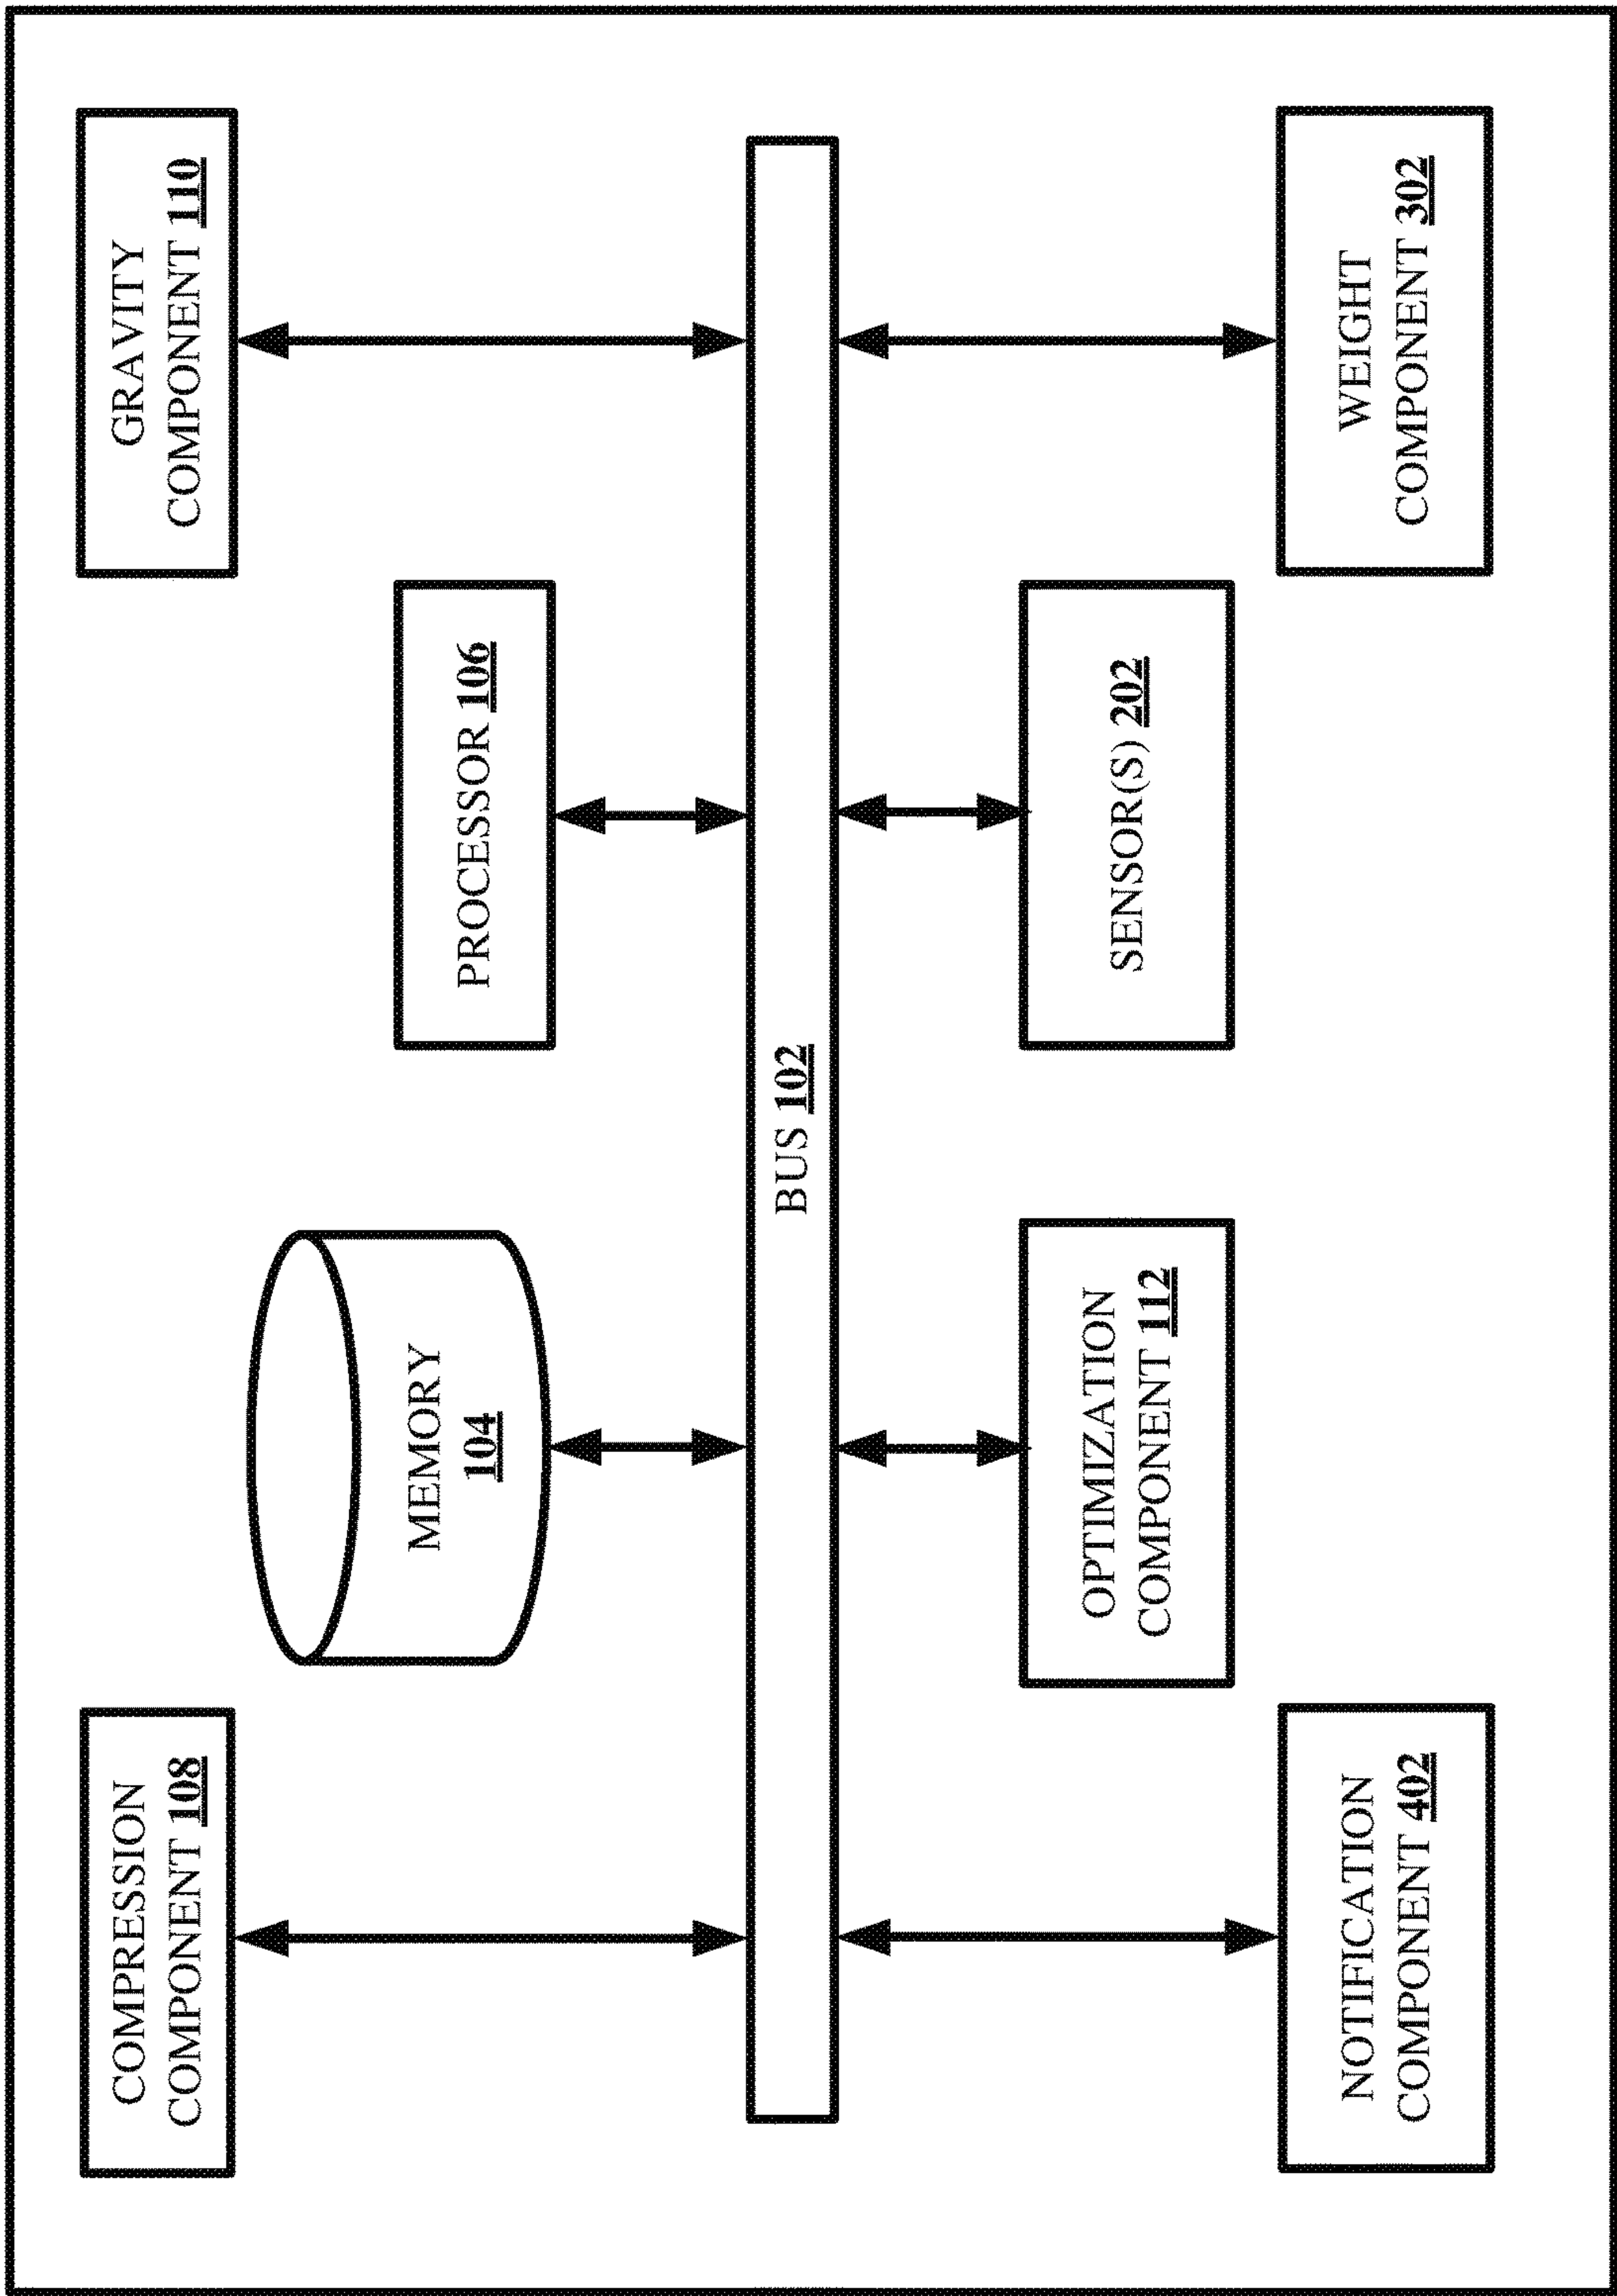 COMPRESSION
COMPONENT 108
MEMORY
104
PROCESSOR 106
GRAVITY
COMPONENT 110
BUS 102
NOTIFICATION
COMPONENT 402
OPTIMIZATION
COMPONENT 112
SENSOR(S) 202
WEIGHT
COMPONENT 302